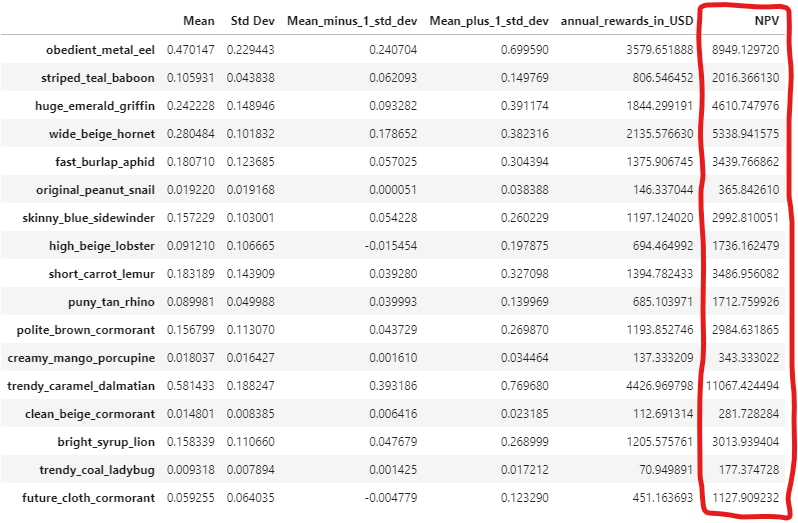 Mean Std Dev Mean_minus_1_std_dev Mean_plus_1_std_dev annual_rewards_in_USD NPV
obedient_metal_eel 0.470147 0.229443 0.240704 0.699590 3579.651888 8949.129720
striped_teal_baboon 0.105931 0.043838 0.062093 0.149769 806.546452 2016.366130
huge_emerald_griffin 0.242228 0.148946 0.093282 0.391174 1844.299191 4610.747976
wide_beige_hornet 0.280484 0.101832 0.178652 0.382316 2135.576630 5338.941575
fast_burlap_aphid 0.180710 0.123685 0.057025 0.304394 1375.906745 3439.766862
original_peanut_snail 0.019220 0.019168 0.000051 0.038388 146.337044 365.842610
skinny_blue_sidewinder 0.157229 0.103001 0.054228 0.260229 1197.124020 2992.810051
high_beige_lobster 0.091210 0.106665 -0.015454 0.197875 694.464992 1736.162479
short_carrot_lemur 0.183189 0.143909 0.039280 0.327098 1394.782433 3486.956082
puny_tan_rhino 0.089981 0.049988 0.039993 0.139969 685.103971 1712.759926
polite_brown_cormorant 0.156799 0.113070 0.043729 0.269870 1193.852746 2984.631865
creamy_mango_porcupine 0.018037 0.016427 0.001610 0.034464 137.333209 343.333022
trendy_caramel_dalmatian 0.581433 0.188247 0.393186 0.769680 4426.969798 11067.424494
clean_beige_cormorant 0.014801 0.008385 0.006416 0.023185 112.691314 281.728284
bright_syrup_lion 0.158339 0.110660 0.047679 0.268999 1205.575761 3013.939404
trendy_coal_ladybug 0.009318 0.007894 0.001425 0.017212 70.949891 177.374728
future_cloth_cormorant 0.059255 0.064035 -0.004779 0.123290 451.163693 1127.909232